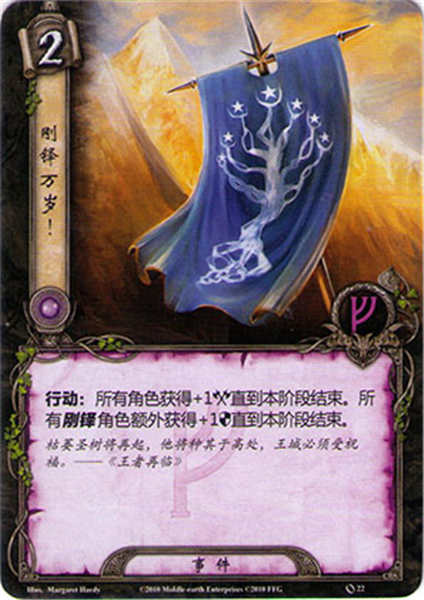 2
刚铎万岁！
行动：所有角色获得+1直到本阶段结束。所
有刚铎角色额外获得+1直到本阶段结束。
枯萎圣树将再起，他将种其于高处，王城必须受祝
福。——《王者再临》
事件
Illus. Margaret Hardy ©2010 Middle-earth Enterprises ©2010 FFG 22